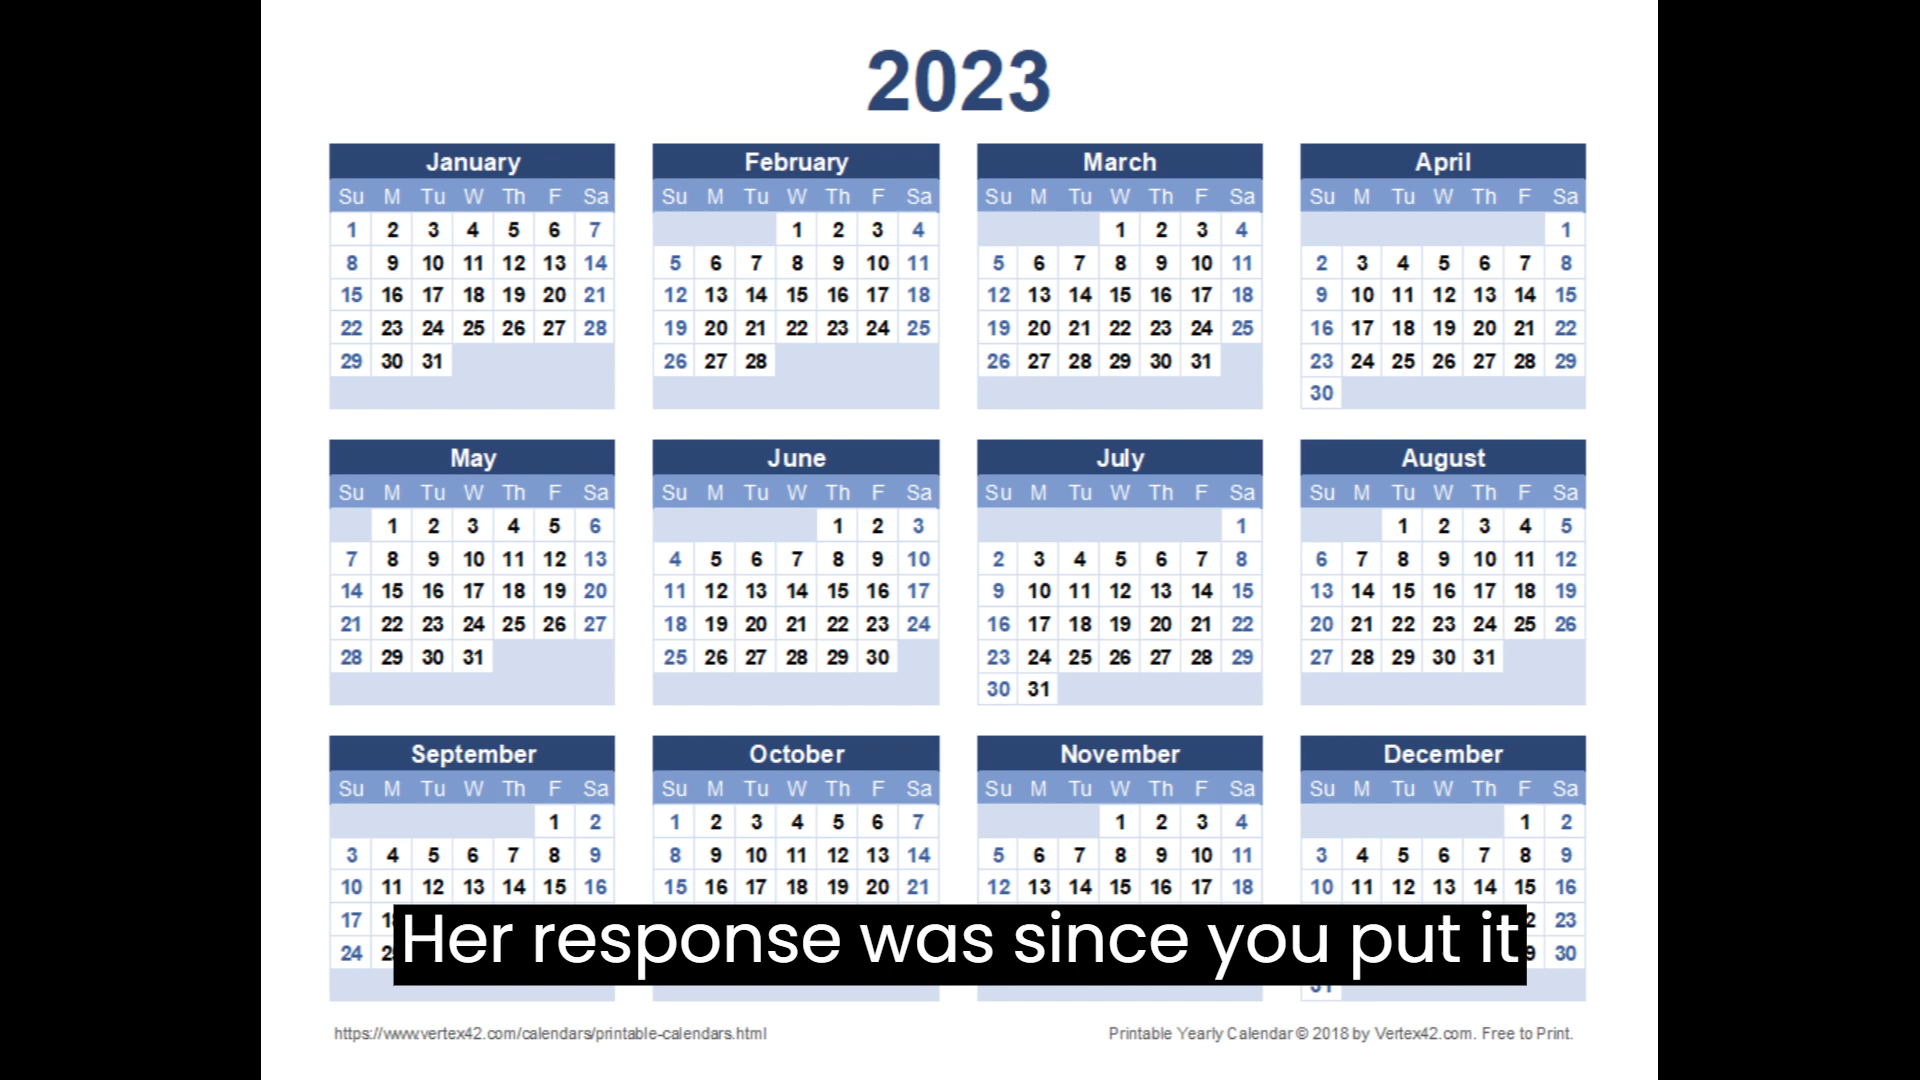 2023
January February March April
Su M Tu W Th F Sa Su M Tu W Th F Sa Su M Tu W Th F Sa Su M Tu W Th F Sa
1 2 3 4 5 6 7 1 2 3 4 1 2 3 4 1
8 9 10 11 12 13 14 5 6 7 8 9 10 11 5 6 7 8 9 10 11 2 3 4 5 6 7 8
15 16 17 18 19 20 21 12 13 14 15 16 17 18 12 13 14 15 16 17 18 9 10 11 12 13 14 15
22 23 24 25 26 27 28 19 20 21 22 23 24 25 19 20 21 22 23 24 25 16 17 18 19 20 21 22
29 30 31 26 27 28 26 27 28 29 30 31 23 24 25 26 27 28 29
30
May June July August
Su M Tu W Th F Sa Su M Tu W Th F Sa Su M Tu W Th F Sa Su M Tu W Th F Sa
1 2 3 4 5 6 1 2 3 1 1 2 3 4 5
7 8 9 10 11 12 13 4 5 6 7 8 9 10 2 3 4 5 6 7 8 6 7 8 9 10 11 12
14 15 16 17 18 19 20 11 12 13 14 15 16 17 9 10 11 12 13 14 15 13 14 15 16 17 18 19
21 22 23 24 25 26 27 18 19 20 21 22 23 24 16 17 18 19 20 21 22 20 21 22 23 24 25 26
28 29 30 31 25 26 27 28 29 30 23 24 25 26 27 28 29 27 28 29 30 31
30 31
September October November December
Su M Tu W Th F Sa Su M Tu W Th F Sa Su M Tu W Th F Sa Su M Tu W Th F Sa
1 2 1 2 3 4 5 6 7 1 2 3 4 1 2
3 4 5 6 7 8 9 8 9 10 11 12 13 14 5 6 7 8 9 10 11 3 4 5 6 7 8 9
10 11 12 13 14 15 16 15 16 17 18 19 20 21 12 13 14 15 16 17 18 10 11 12 13 14 15 16
17 23
24 30
Her response was since you put it
https://www.vertex42.com/calendars/printable-calendars.html
Printable Yearly Calendar © 2018 by Vertex42.com. Free to Print.